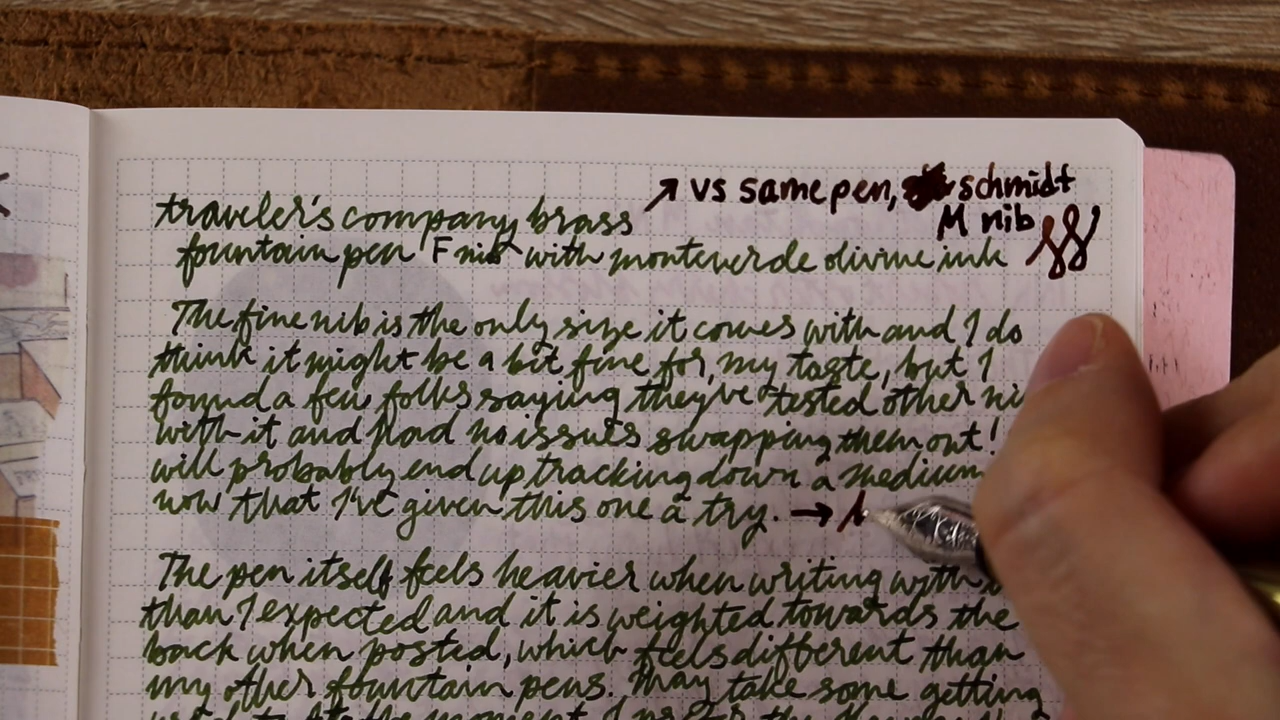 ↗ vs same pen, schmidt
M nib
traveler's company brass
fountain pen F nib with monteverde olivine ink
The fine nib is the only size it comes with and I do
think it might be a bit fine for my taste, but I
found a few folks saying they've tested other
with it and had no issues swapping them out!
will probably end up tracking down a medium
now that I've given this one a try. →
The pen itself feels heavier when writing with
than I expected and it is weighted towards the
back when posted, which feels different than
my other fountain pens. May take some getting